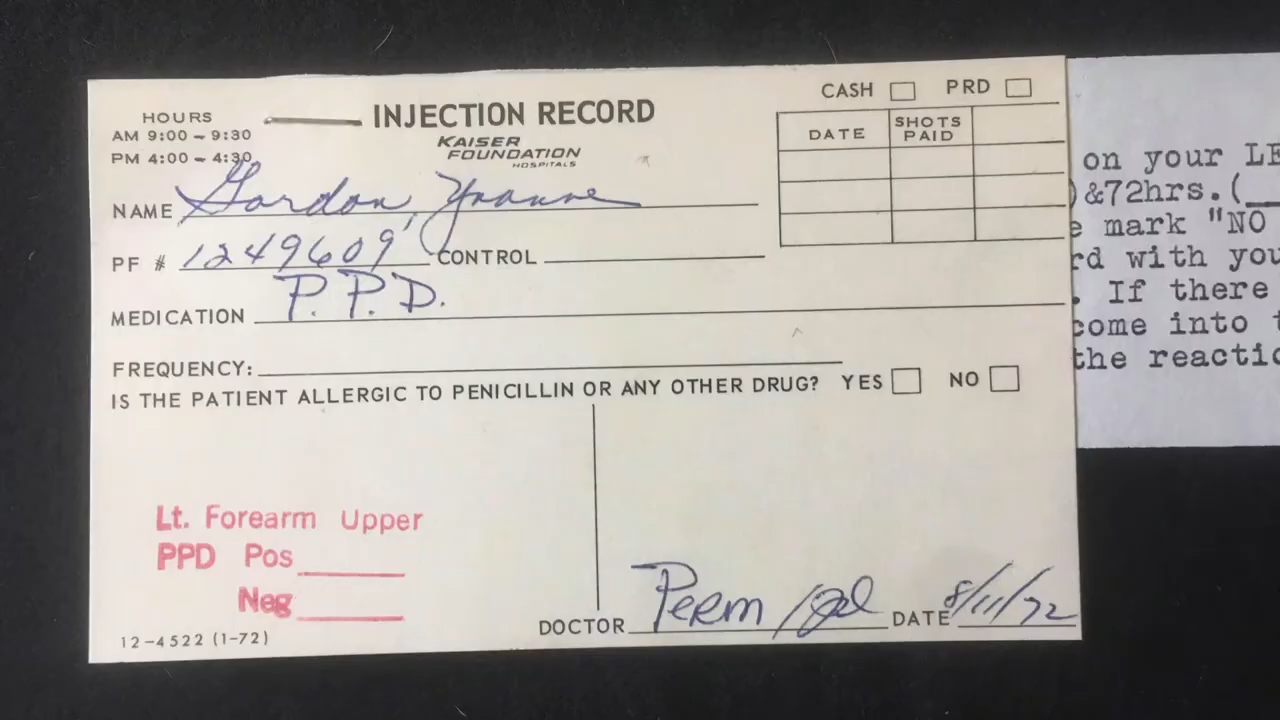 HOURS
AM 9:00 - 9:30
PM 4:00 - 4:30
INJECTION RECORD
KAISER
FOUNDATION
HOSPITALS
CASH PRD
DATE SHOTS PAID
NAME Gordon, Yvonne
PF # 1249609 CONTROL
MEDICATION P.P.D.
FREQUENCY:
IS THE PATIENT ALLERGIC TO PENICILLIN OR ANY OTHER DRUG? YES NO
Lt. Forearm Upper
PPD Pos
Neg
DOCTOR Perm DATE 8/11/72
12-4522 (1-72)
on your LE
)&72hrs.(
mark "NO
with you
. If there
come into
the reactio